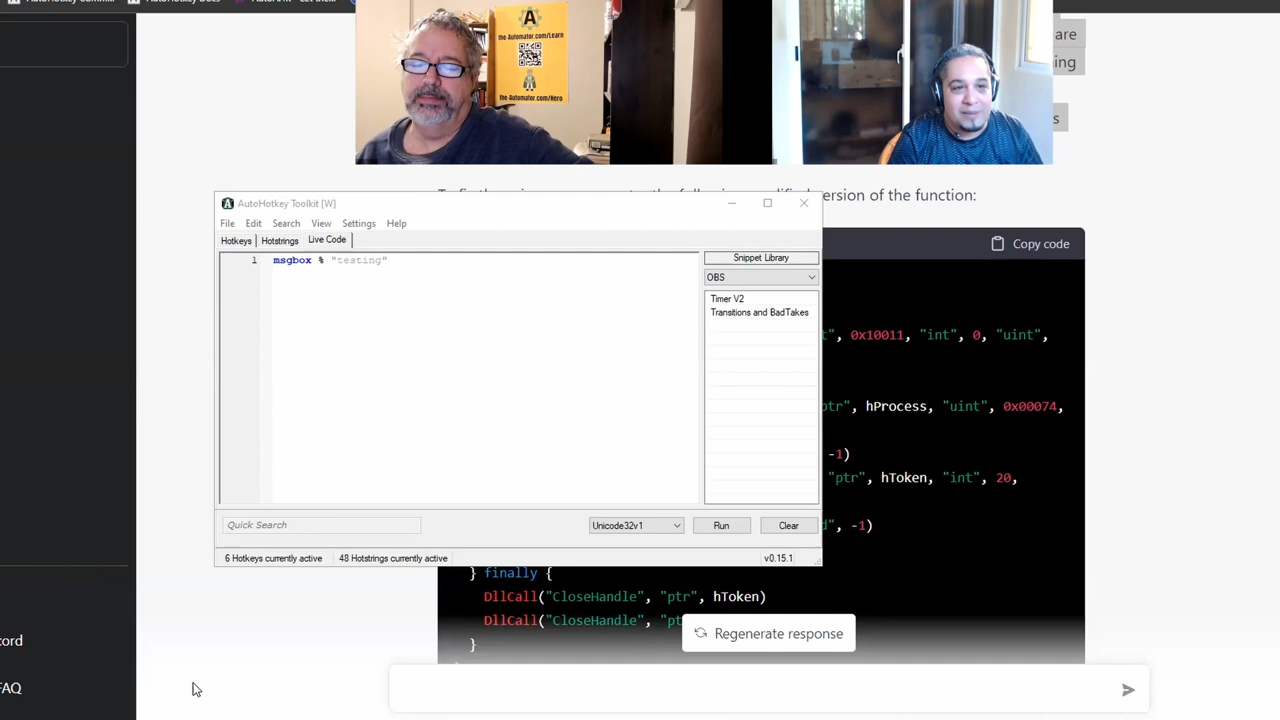 are
the-Automator.com/Learn
ing
the-Automator.com/Hero
s
ersion of the function:
AutoHotkey Toolkit [W]
File Edit Search View Settings Help
Hotkeys Hotstrings Live Code
Copy code
1 msgbox % "testing"
Snippet Library
OBS
Timer V2
Transitions and BadTakes
t", 0x10011, "int", 0, "uint",
ptr", hProcess, "uint", 0x00074,
-1)
"ptr", hToken, "int", 20,
Quick Search
Unicode32v1
Run
Clear
d", -1)
6 Hotkeys currently active
48 Hotstrings currently active
v0.15.1
} finally {
DllCall("CloseHandle", "ptr", hToken)
DllCall("CloseHandle", "pt
Regenerate response
}
cord
FAQ